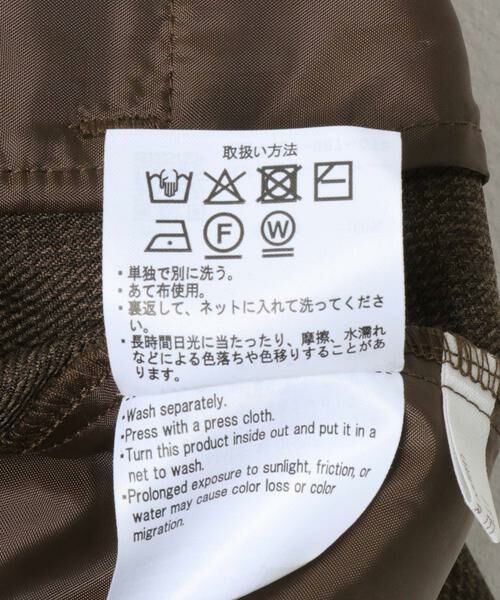 取扱い方法
F W
・単独で別に洗う。
・あて布使用。
・裏返して、ネットに入れて洗ってくださ
い。
・長時間日光に当たったり、摩擦、水濡れ
などによる色落ちや色移りすることがあ
ります。
・Wash separately.
・Press with a press cloth.
・Turn this product inside out and put it in a
net to wash.
・Prolonged exposure to sunlight, friction, or
water may cause color loss or color
migration.